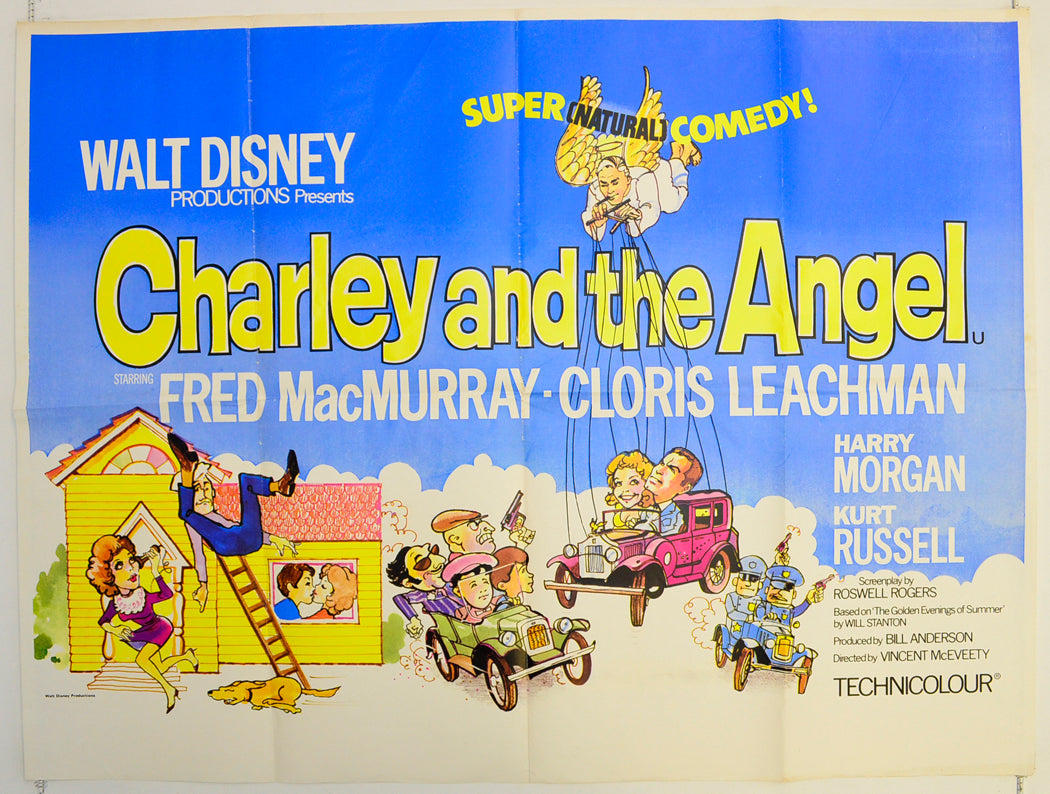 SUPER (NATURAL) COMEDY!
WALT DISNEY
PRODUCTIONS Presents
Charley and the Angel
U
STARRING FRED MacMURRAY · CLORIS LEACHMAN
HARRY
MORGAN
KURT
RUSSELL
Screenplay by
ROSWELL ROGERS
Based on 'The Golden Evenings of Summer'
by WILL STANTON
Produced by BILL ANDERSON
Directed by VINCENT McEVEETY
TECHNICOLOUR®
Walt Disney Productions